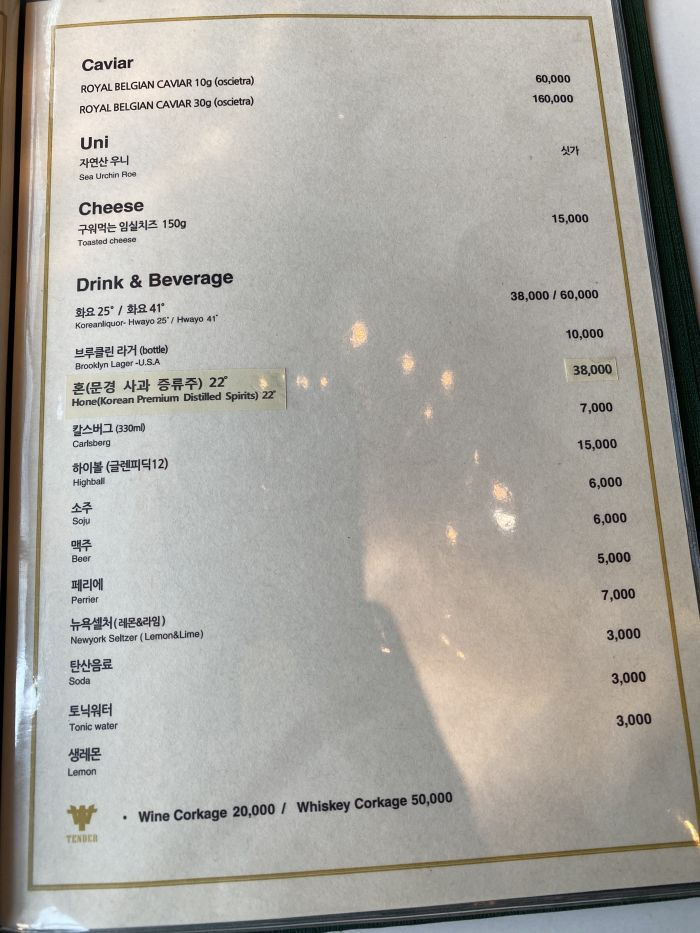 Caviar
ROYAL BELGIAN CAVIAR 10g (oscietra) 60,000
ROYAL BELGIAN CAVIAR 30g (oscietra) 160,000
Uni
자연산 우니 싯가
Sea Urchin Roe
Cheese
구워먹는 임실치즈 150g 15,000
Toasted cheese
Drink & Beverage
화요 25˚ / 화요 41˚ 38,000 / 60,000
Koreanliquor- Hwayo 25˚ / Hwayo 41˚
브루클린 라거 (bottle) 10,000
Brooklyn Lager -U.S.A
혼(문경 사과 증류주) 22˚ 38,000
Hone(Korean Premium Distilled Spirits) 22˚
칼스버그 (330ml) 7,000
Carlsberg
하이볼 (글렌피딕12) 15,000
Highball
소주 6,000
Soju
맥주 6,000
Beer
페리에 5,000
Perrier
뉴욕셀처(레몬&라임) 7,000
Newyork Seltzer ( Lemon&Lime)
탄산음료 3,000
Soda
토닉워터 3,000
Tonic water
생레몬 3,000
Lemon
• Wine Corkage 20,000 / Whiskey Corkage 50,000
TENDER